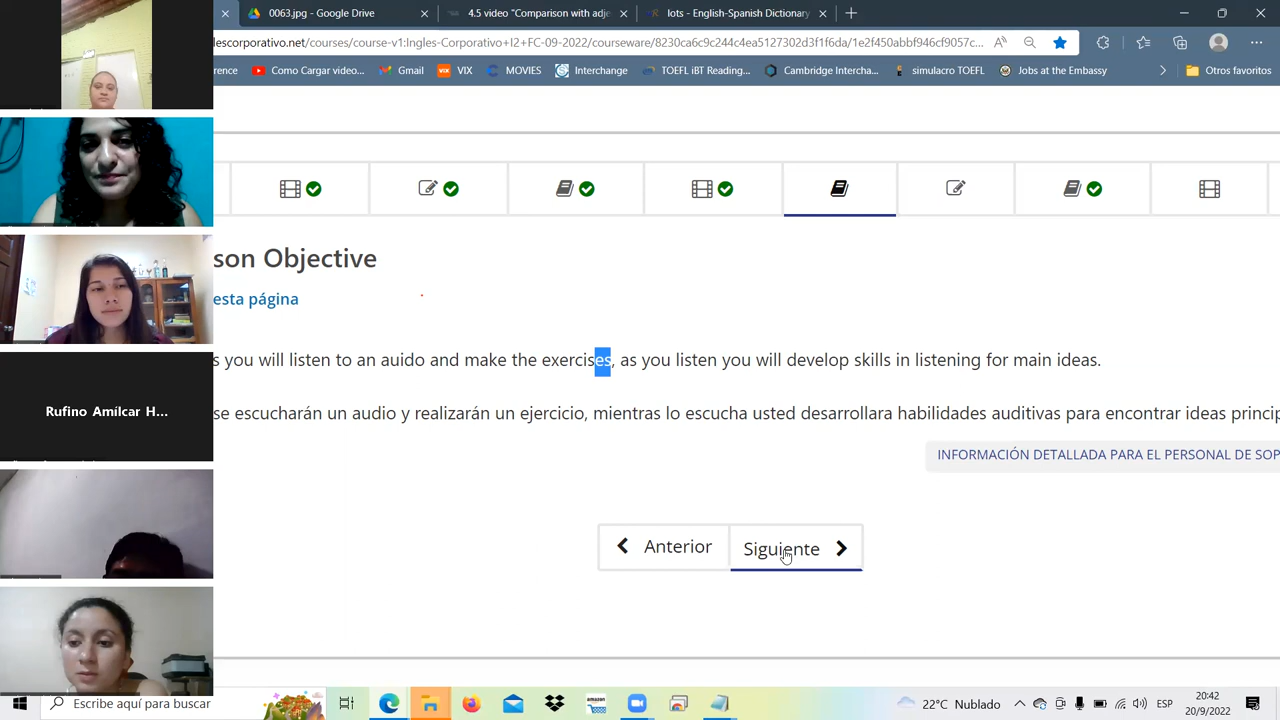 0063.jpg - Google Drive
4.5 video "Comparison with adje
lots - English-Spanish Dictionary
lescorporativo.net/courses/course-v1:Ingles-Corporativo+I2+FC-09-2022/courseware/8230ca6c9c244c4ea5127302d3f1f6da/1e2f450abbf946cf9057c...
rence
Como Cargar video...
Gmail
VIX
MOVIES
Interchange
TOEFL iBT Reading...
Cambridge Intercha...
simulacro TOEFL
Jobs at the Embassy
Otros favoritos
son Objective
esta página
s you will listen to an auido and make the exercises, as you listen you will develop skills in listening for main ideas.
se escucharán un audio y realizarán un ejercicio, mientras lo escucha usted desarrollara habilidades auditivas para encontrar ideas princip
Rufino Amílcar H...
INFORMACIÓN DETALLADA PARA EL PERSONAL DE SOP
Anterior
Siguiente
Escribe aquí para buscar
22°C Nublado
ESP
20:42
20/9/2022